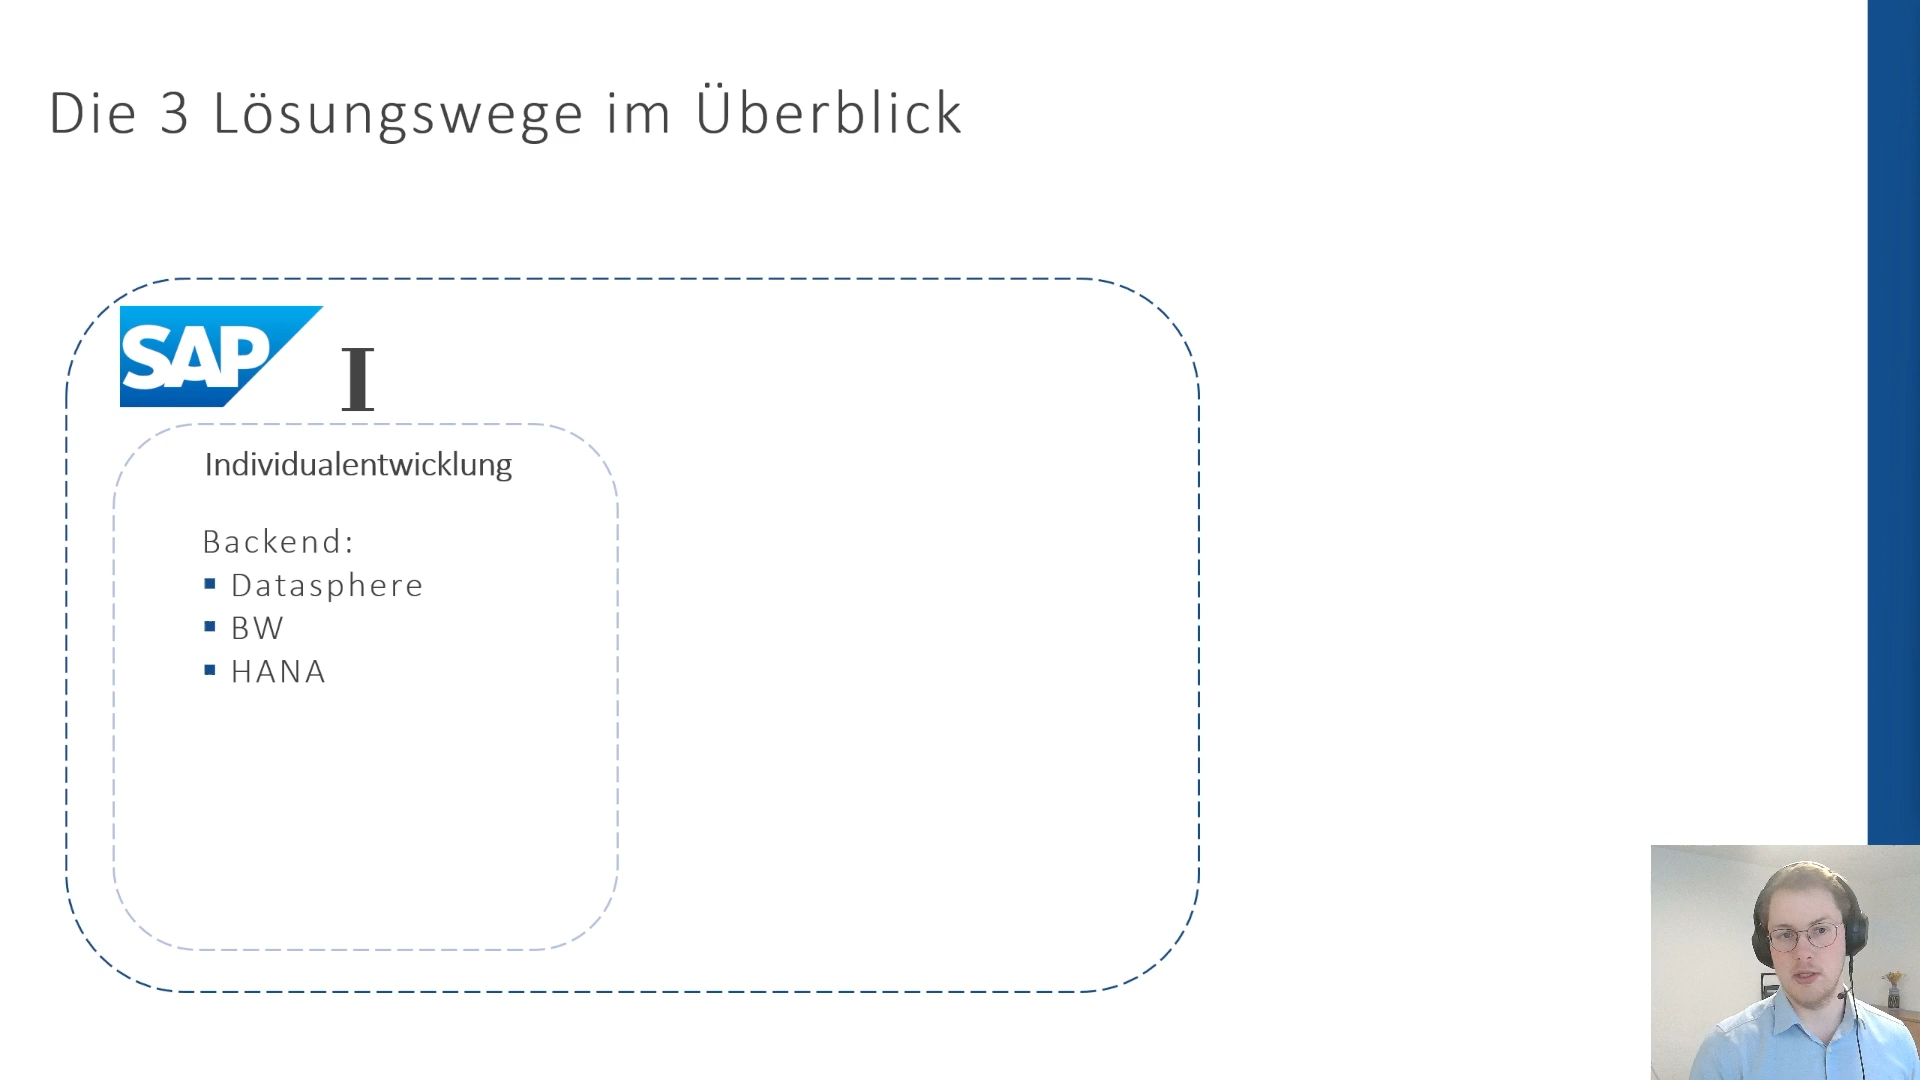 Die 3 Lösungswege im Überblick
SAP
I
Individualentwicklung
Backend:
▪ Datasphere
▪ BW
▪ HANA